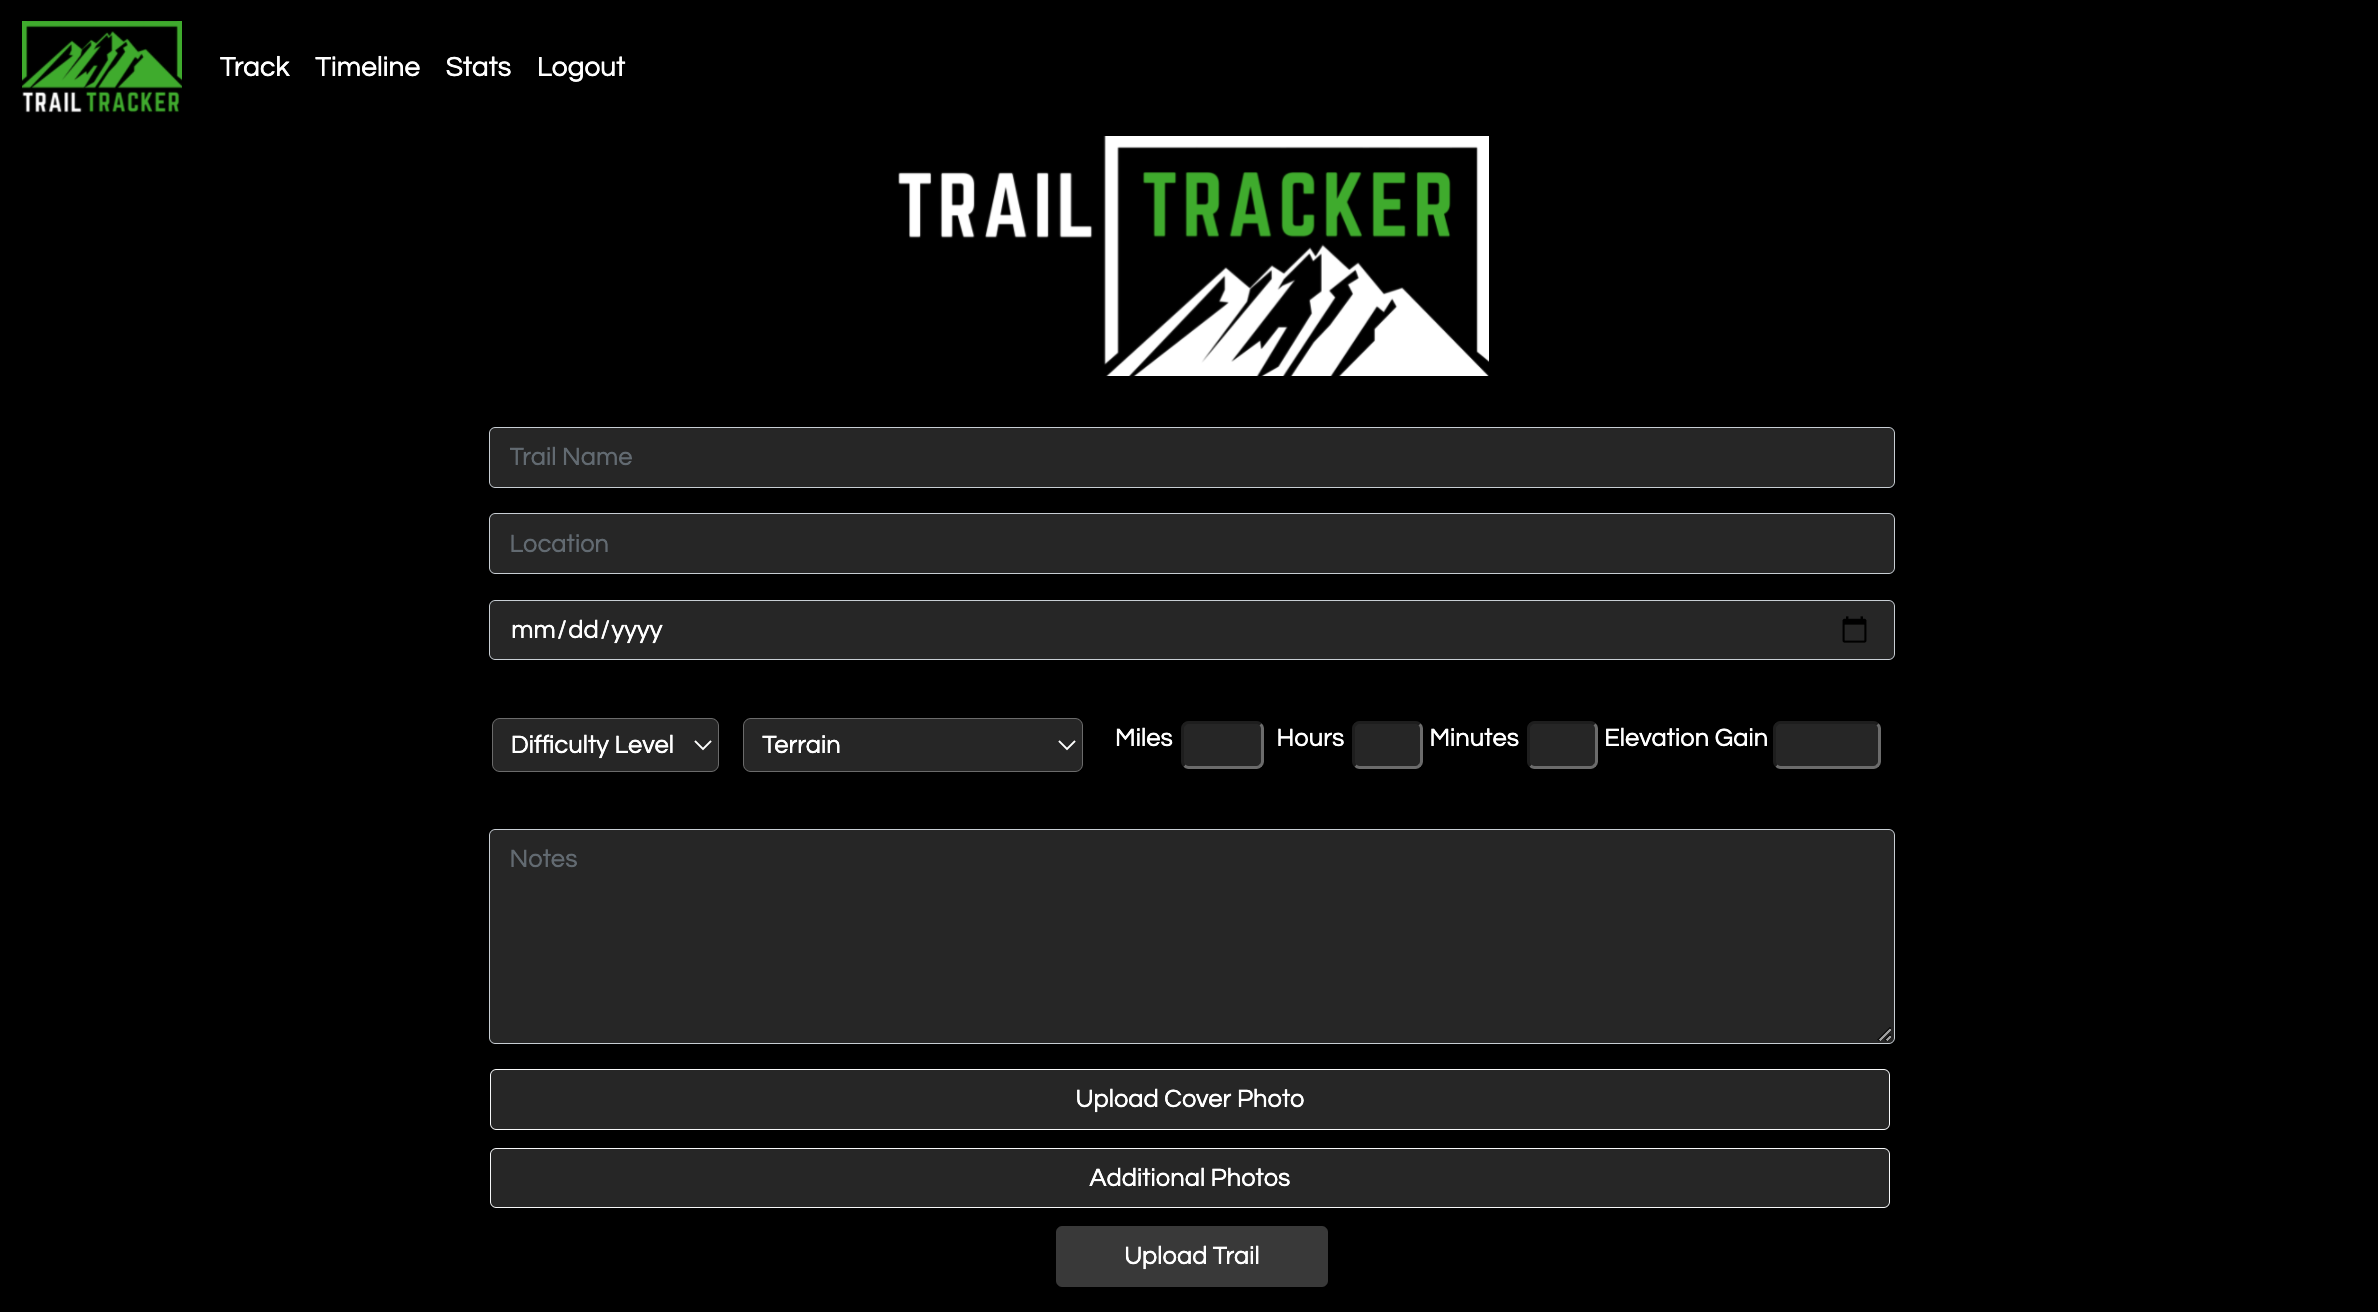 Track Timeline Stats Logout
TRAIL TRACKER
TRAIL TRACKER
Trail Name
Location
mm/dd/yyyy
Difficulty Level Terrain Miles Hours Minutes Elevation Gain
Notes
Upload Cover Photo
Additional Photos
Upload Trail